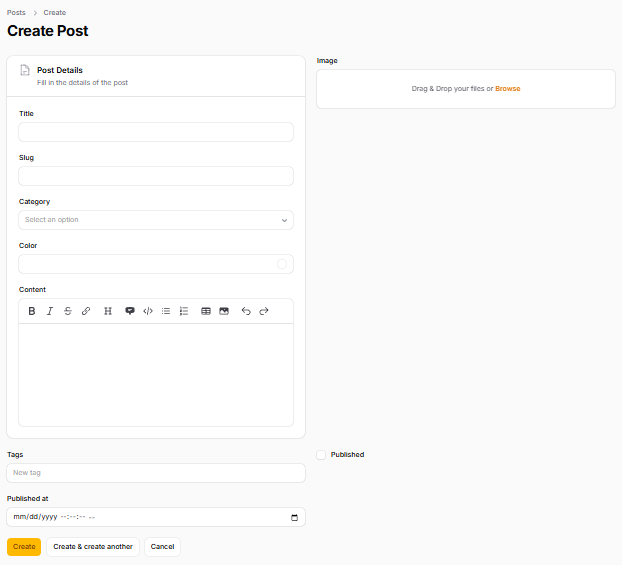 Posts > Create
Create Post
Post Details
Fill in the details of the post
Title
Slug
Category
Select an option
Color
Content
B I S H
Image
Drag & Drop your files or Browse
Tags
New tag
Published
Published at
mm/dd/yyyy --:--:-- --
Create
Create & create another
Cancel